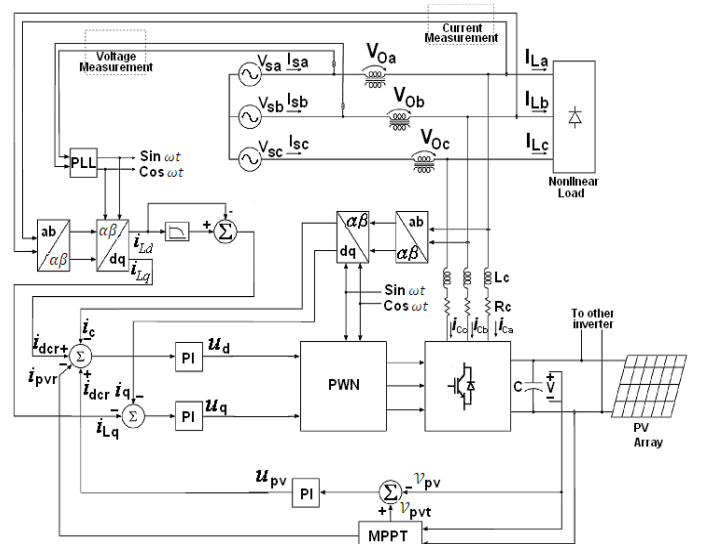 Current
Measurement
Voltage
Measurement
Vsa Isa
VOa
ILa
Vsb Isb
VOb
ILb
Vsc Isc
VOc
ILc
Nonlinear
Load
PLL
Sin ωt
Cos ωt
ab
αβ
αβ
dq
iLd
iLq
+
-
Σ
αβ
dq
ab
αβ
Lc
Rc
Sin ωt
Cos ωt
iCc
iCb
iCa
To other
inverter
ic
-
idcr+
Σ
-
ipvr
+
idcr
iq
-
PI
ud
PWN
C
+
V
-
PV
Array
-
iLq
Σ
PI
uq
upv
PI
Σ
-
vpv
+
vpvt
MPPT